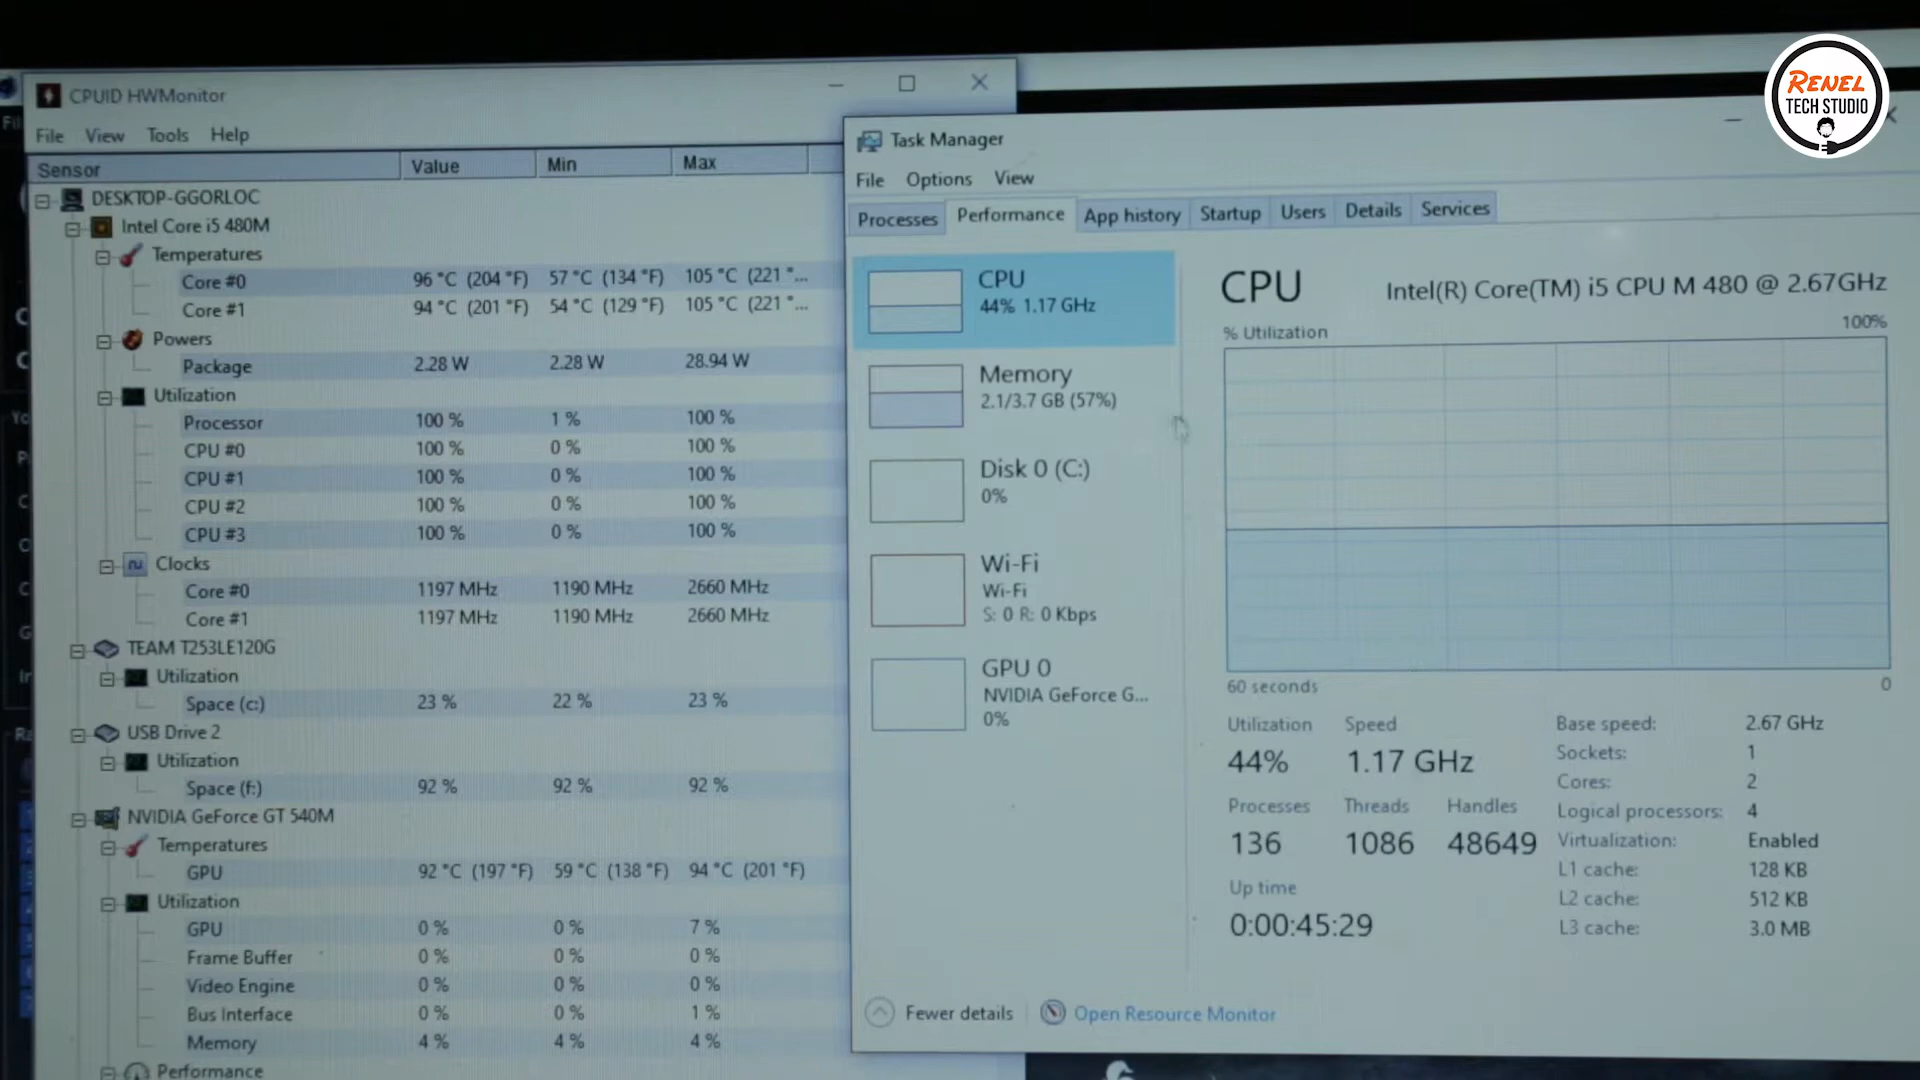 RENEL
TECH STUDIO
CPUID HWMonitor
File View Tools Help
Sensor Value Min Max
DESKTOP-GGORLOC
Intel Core i5 480M
Temperatures
Core #0 96 °C (204 °F) 57 °C (134 °F) 105 °C (221 °...
Core #1 94 °C (201 °F) 54 °C (129 °F) 105 °C (221 °...
Powers
Package 2.28 W 2.28 W 28.94 W
Utilization
Processor 100 % 1 % 100 %
CPU #0 100 % 0 % 100 %
CPU #1 100 % 0 % 100 %
CPU #2 100 % 0 % 100 %
CPU #3 100 % 0 % 100 %
Clocks
Core #0 1197 MHz 1190 MHz 2660 MHz
Core #1 1197 MHz 1190 MHz 2660 MHz
TEAM T253LE120G
Utilization
Space (c:) 23 % 22 % 23 %
USB Drive 2
Utilization
Space (f:) 92 % 92 % 92 %
NVIDIA GeForce GT 540M
Temperatures
GPU 92 °C (197 °F) 59 °C (138 °F) 94 °C (201 °F)
Utilization
GPU 0 % 0 % 7 %
Frame Buffer 0 % 0 % 0 %
Video Engine 0 % 0 % 0 %
Bus Interface 0 % 0 % 1 %
Memory 4 % 4 % 4 %
Performance
Task Manager
File Options View
Processes Performance App history Startup Users Details Services
CPU
44% 1.17 GHz
Memory
2.1/3.7 GB (57%)
Disk 0 (C:)
0%
Wi-Fi
Wi-Fi
S: 0 R: 0 Kbps
GPU 0
NVIDIA GeForce G...
0%
CPU Intel(R) Core(TM) i5 CPU M 480 @ 2.67GHz
% Utilization 100%
60 seconds 0
Utilization Speed
44% 1.17 GHz
Processes Threads Handles
136 1086 48649
Up time
0:00:45:29
Base speed: 2.67 GHz
Sockets: 1
Cores: 2
Logical processors: 4
Virtualization: Enabled
L1 cache: 128 KB
L2 cache: 512 KB
L3 cache: 3.0 MB
Fewer details Open Resource Monitor